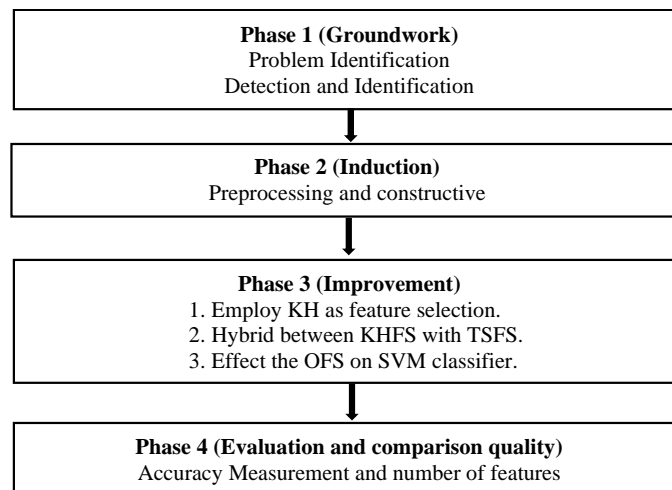 Phase 1 (Groundwork)
Problem Identification
Detection and Identification
Phase 2 (Induction)
Preprocessing and constructive
Phase 3 (Improvement)
1. Employ KH as feature selection.
2. Hybrid between KHFS with TSFS.
3. Effect the OFS on SVM classifier.
Phase 4 (Evaluation and comparison quality)
Accuracy Measurement and number of features